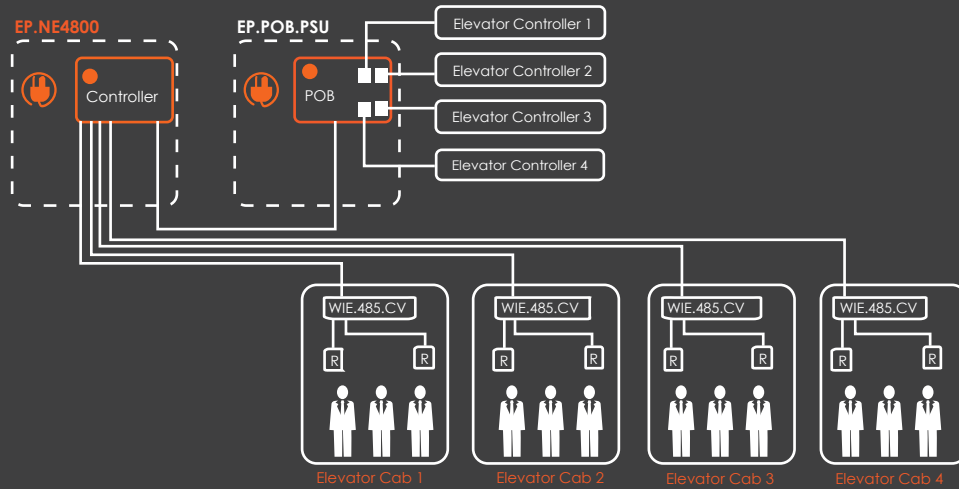 EP.NE4800
EP.POB.PSU
Elevator Controller 1
Elevator Controller 2
Elevator Controller 3
Elevator Controller 4
Controller
POB
WIE.485.CV
WIE.485.CV
WIE.485.CV
WIE.485.CV
R
R
R
R
R
R
R
R
Elevator Cab 1
Elevator Cab 2
Elevator Cab 3
Elevator Cab 4